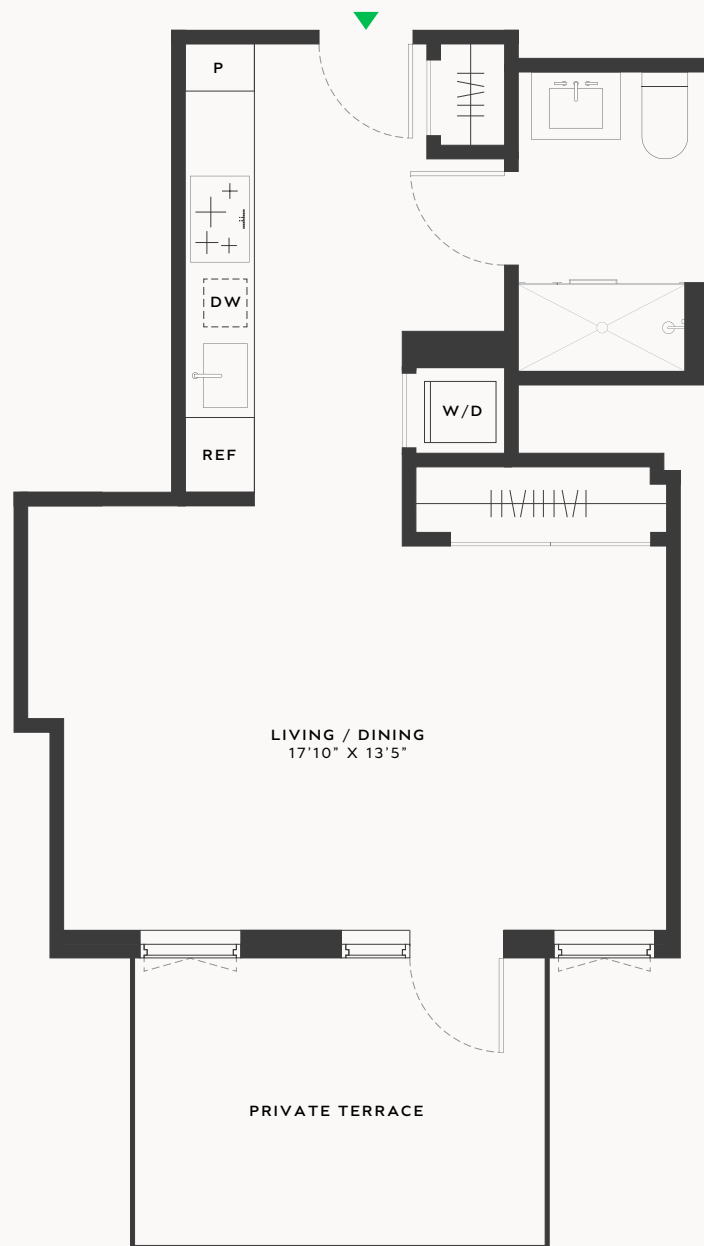 P
DW
REF
W/D
LIVING / DINING
17’10” X 13’5”
PRIVATE TERRACE